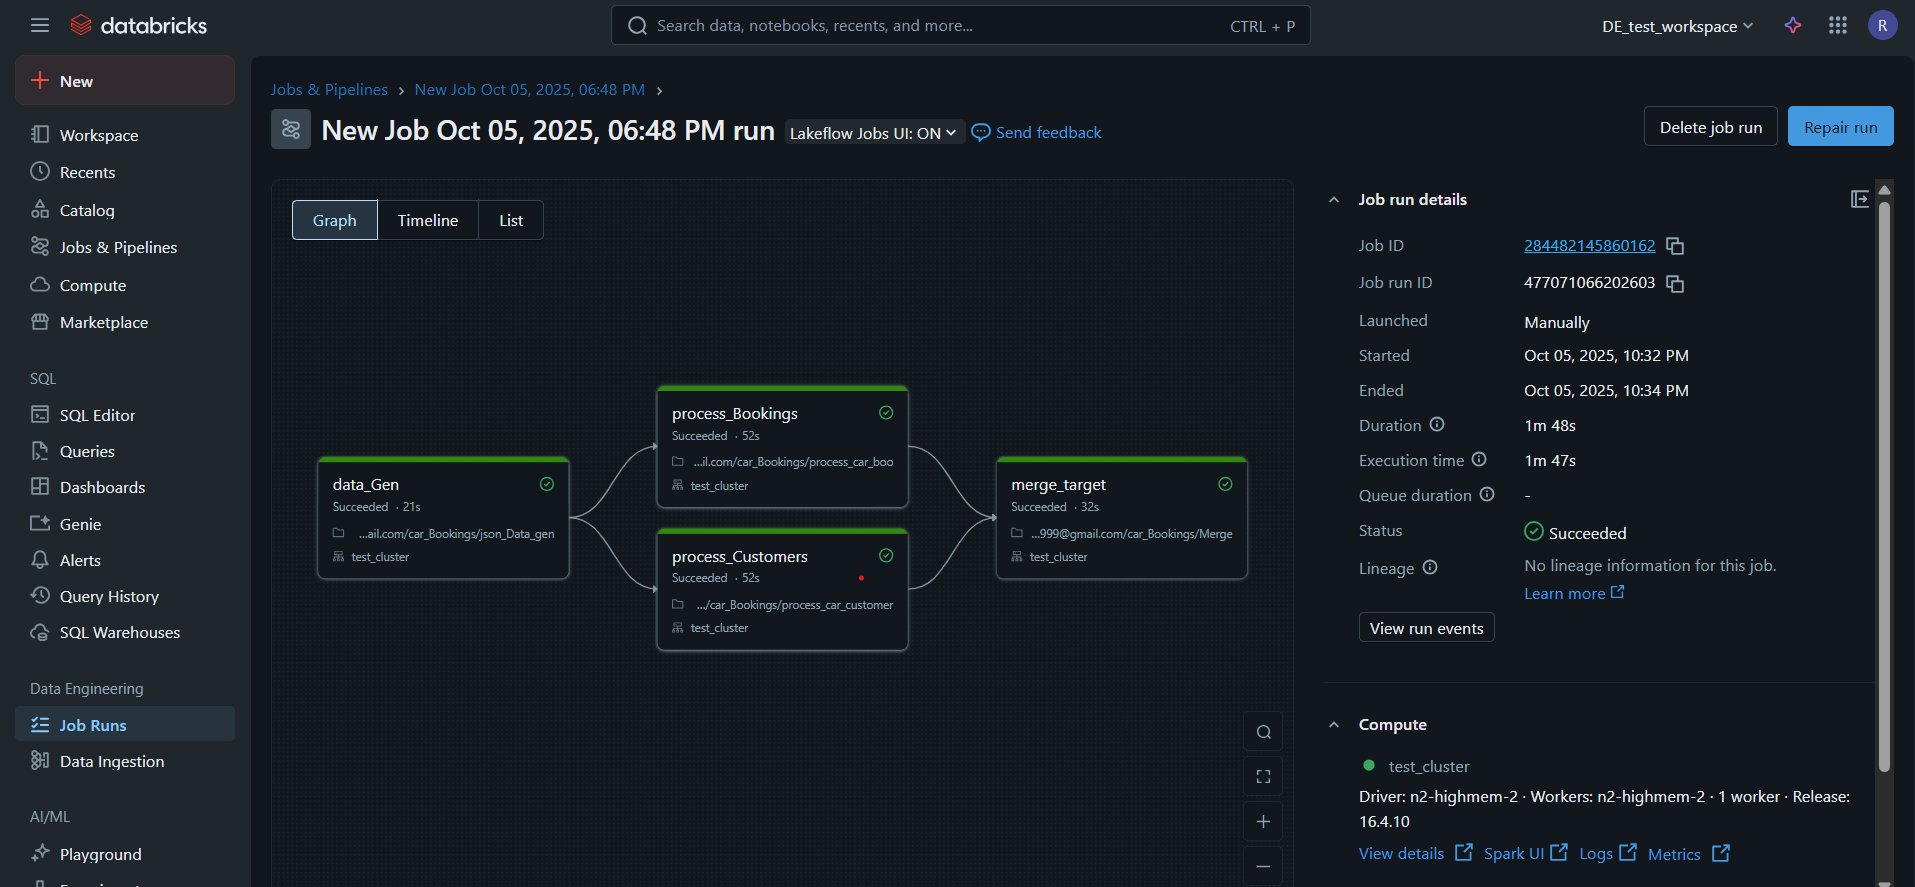 databricks
Search data, notebooks, recents, and more...
CTRL + P
DE_test_workspace
R
New
Workspace
Recents
Catalog
Jobs & Pipelines
Compute
Marketplace
SQL
SQL Editor
Queries
Dashboards
Genie
Alerts
Query History
SQL Warehouses
Data Engineering
Job Runs
Data Ingestion
AI/ML
Playground
Jobs & Pipelines › New Job Oct 05, 2025, 06:48 PM ›
New Job Oct 05, 2025, 06:48 PM run
Lakeflow Jobs UI: ON
Send feedback
Delete job run
Repair run
Graph
Timeline
List
data_Gen
Succeeded · 21s
...ail.com/car_Bookings/json_Data_gen
test_cluster
process_Bookings
Succeeded · 52s
...il.com/car_Bookings/process_car_boo
test_cluster
process_Customers
Succeeded · 52s
.../car_Bookings/process_car_customer
test_cluster
merge_target
Succeeded · 32s
...999@gmail.com/car_Bookings/Merge
test_cluster
Job run details
Job ID 284482145860162
Job run ID 477071066202603
Launched Manually
Started Oct 05, 2025, 10:32 PM
Ended Oct 05, 2025, 10:34 PM
Duration 1m 48s
Execution time 1m 47s
Queue duration -
Status Succeeded
Lineage No lineage information for this job.
Learn more
View run events
Compute
test_cluster
Driver: n2-highmem-2 · Workers: n2-highmem-2 · 1 worker · Release:
16.4.10
View details Spark UI Logs Metrics